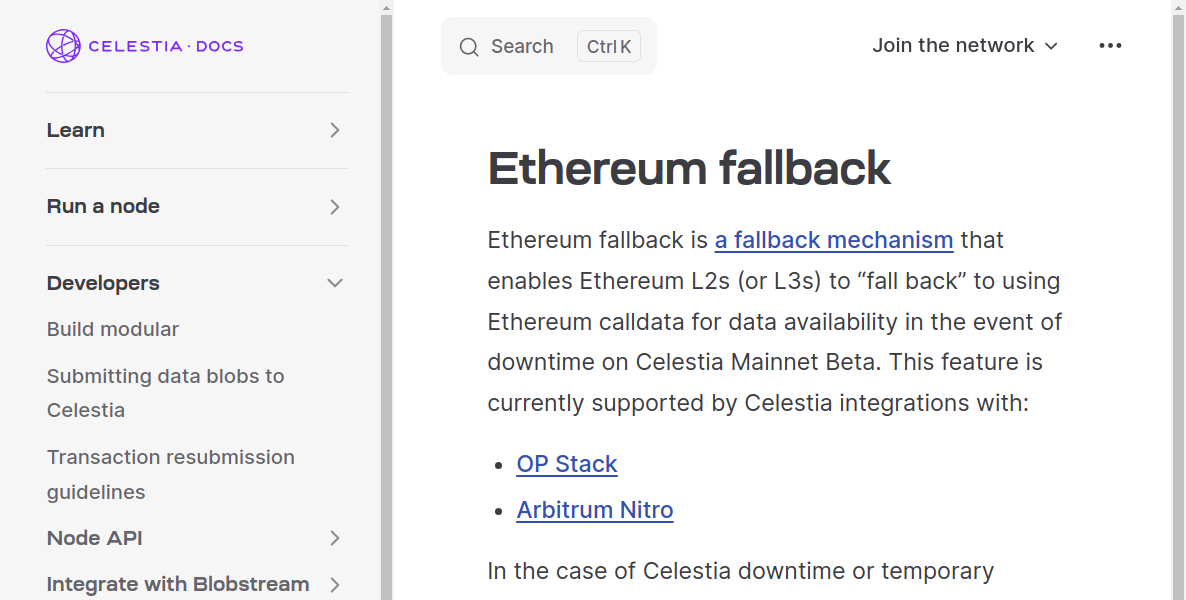 CELESTIA · DOCS
Learn
Run a node
Developers
Build modular
Submitting data blobs to
Celestia
Transaction resubmission
guidelines
Node API
Integrate with Blobstream
Search Ctrl K
Join the network
Ethereum fallback
Ethereum fallback is a fallback mechanism that
enables Ethereum L2s (or L3s) to “fall back” to using
Ethereum calldata for data availability in the event of
downtime on Celestia Mainnet Beta. This feature is
currently supported by Celestia integrations with:
• OP Stack
• Arbitrum Nitro
In the case of Celestia downtime or temporary